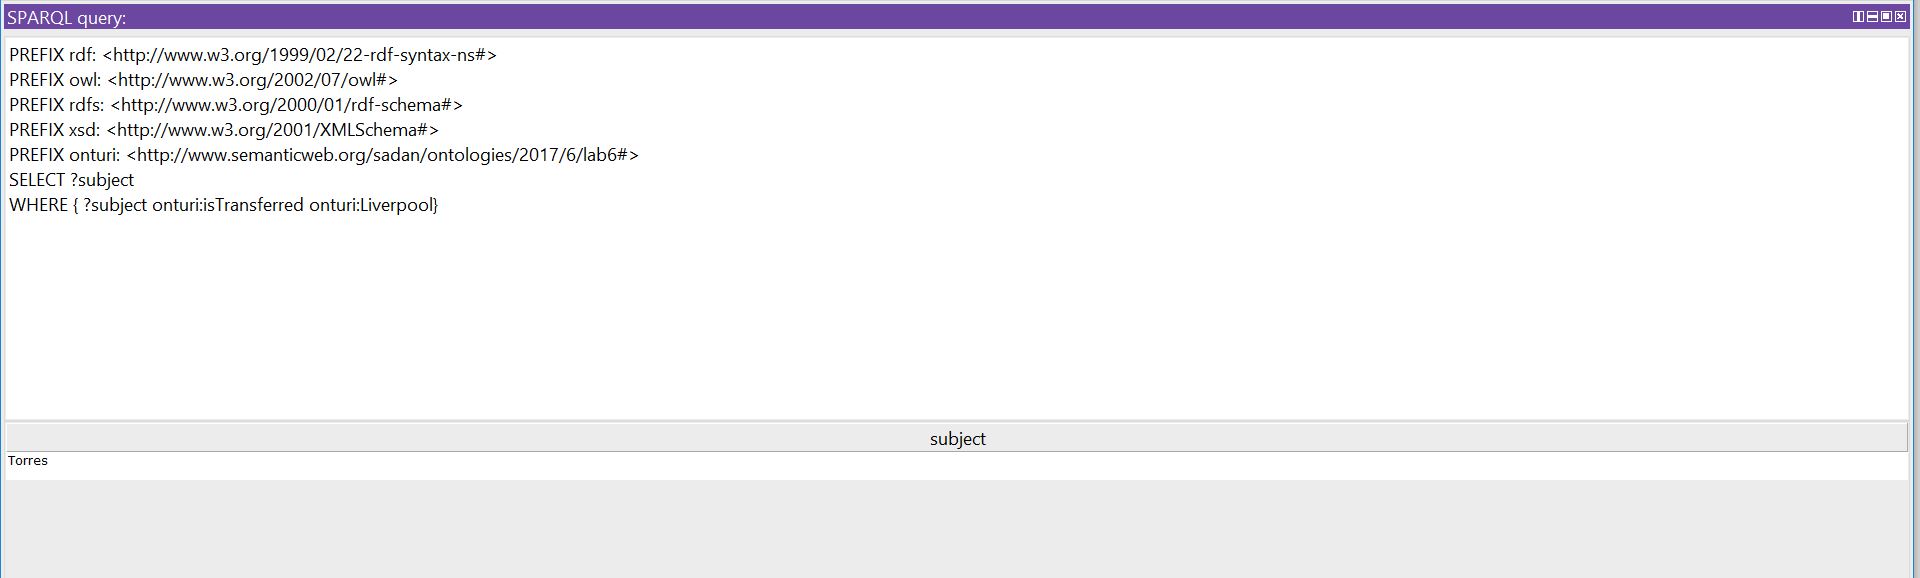 SPARQL query:
PREFIX rdf: <http://www.w3.org/1999/02/22-rdf-syntax-ns#>
PREFIX owl: <http://www.w3.org/2002/07/owl#>
PREFIX rdfs: <http://www.w3.org/2000/01/rdf-schema#>
PREFIX xsd: <http://www.w3.org/2001/XMLSchema#>
PREFIX onturi: <http://www.semanticweb.org/sadan/ontologies/2017/6/lab6#>
SELECT ?subject
WHERE { ?subject onturi:isTransferred onturi:Liverpool}
subject
Torres